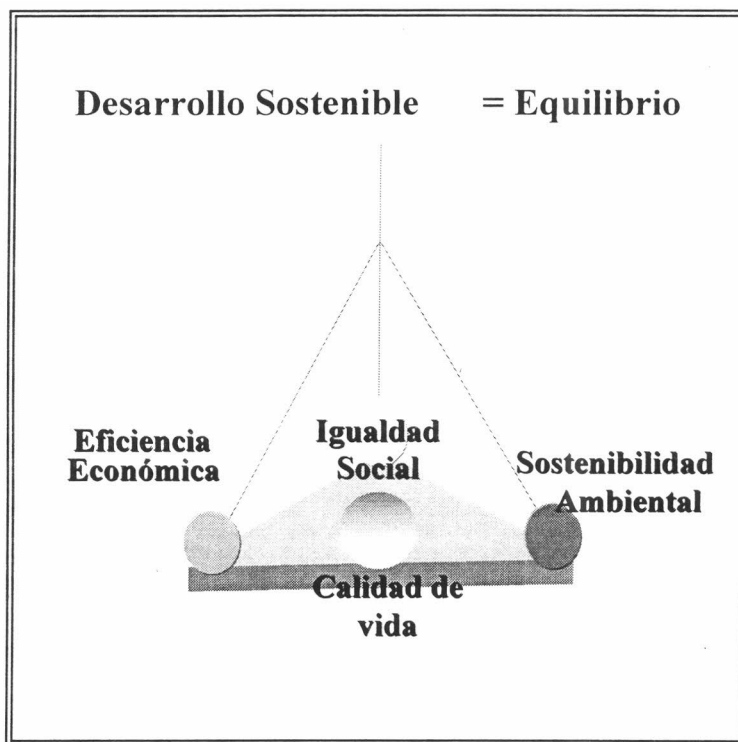 Desarrollo Sostenible = Equilibrio
Eficiencia
Económica
Igualdad
Social
Sostenibilidad
Ambiental
Calidad de
vida